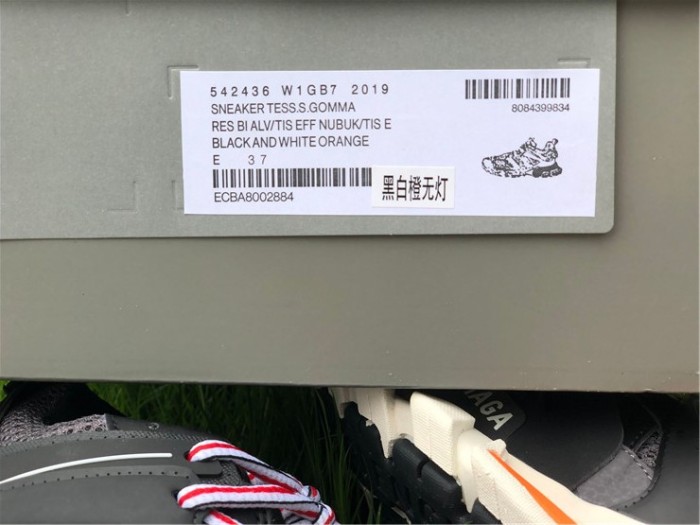 542436 W1GB7 2019
SNEAKER TESS.S.GOMMA
RES BI ALV/TIS EFF NUBUK/TIS E
BLACK AND WHITE ORANGE
E 37
ECBA8002884
黑白橙无灯
8084399834
AGA